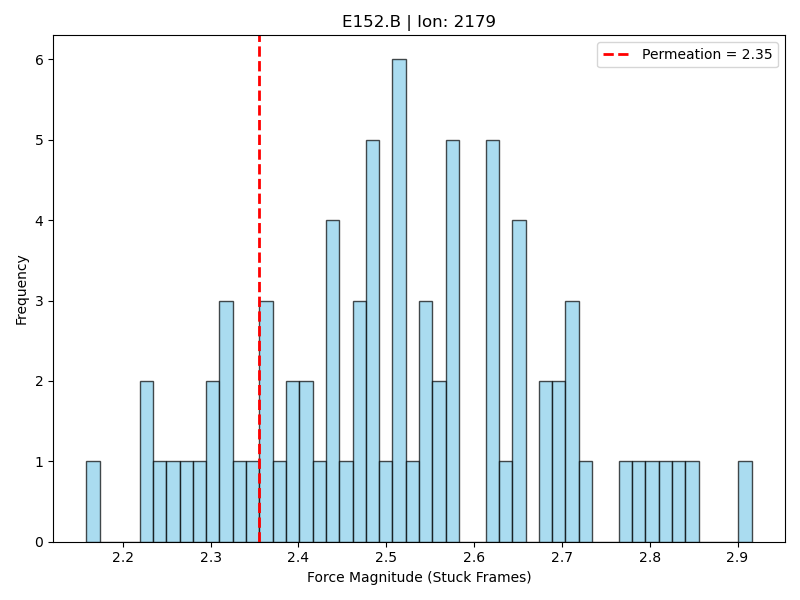 E152.B | Ion: 2179
Permeation = 2.35
Frequency
6
5
4
3
2
1
0
2.2 2.3 2.4 2.5 2.6 2.7 2.8 2.9
Force Magnitude (Stuck Frames)